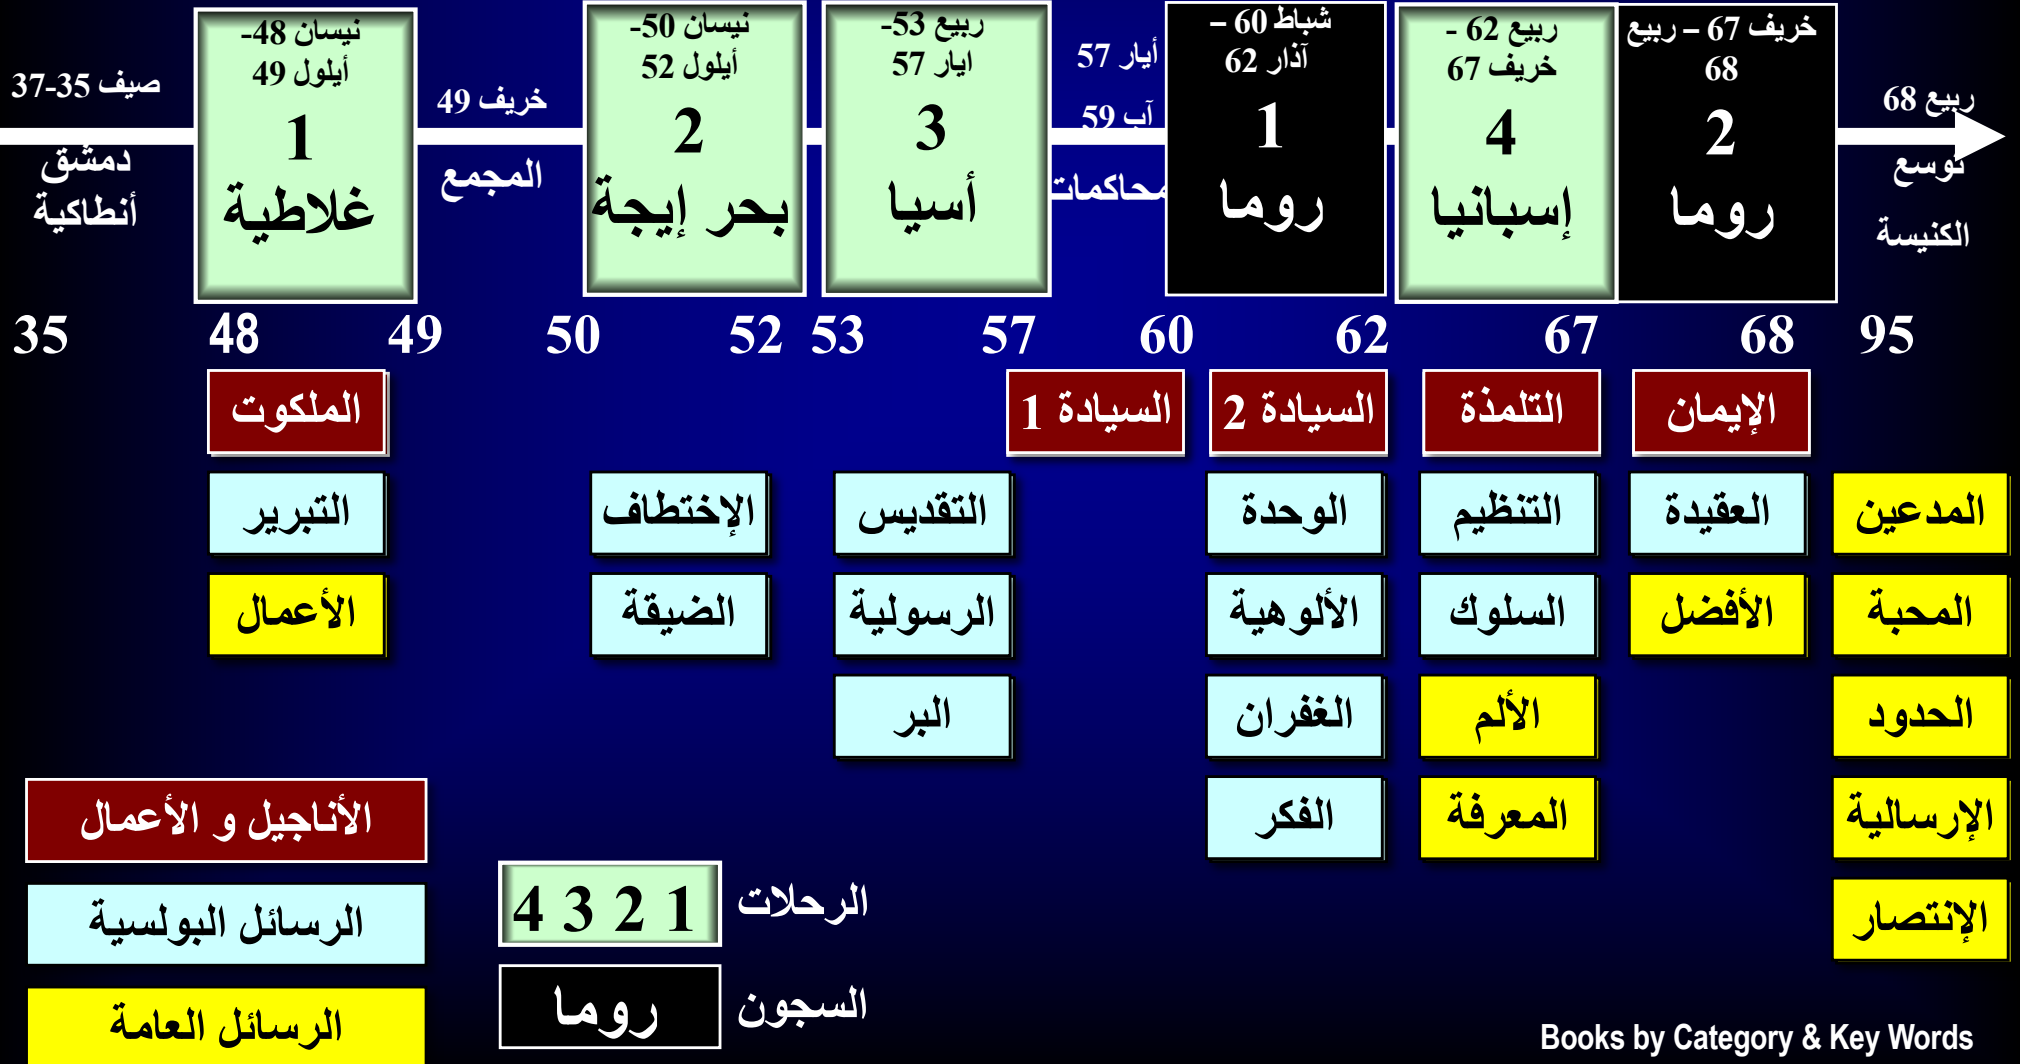 صيف 35-37
دمشق
أنطاكية
نيسان 48-
أيلول 49
1
غلاطية
خريف 49
المجمع
نيسان 50-
أيلول 52
2
بحر إيجة
ربيع 53-
ايار 57
3
أسيا
أيار 57
آب 59
محاكمات
شباط 60 –
آذار 62
1
روما
ربيع 62 -
خريف 67
4
إسبانيا
خريف 67 – ربيع
68
2
روما
ربيع 68
توسع
الكنيسة
35 48 49 50 52 53 57 60 62 67 68 95
الملكوت
السيادة 1
السيادة 2
التلمذة
الإيمان
التبرير
الإختطاف
التقديس
الوحدة
التنظيم
العقيدة
المدعين
الأعمال
الضيقة
الرسولية
الألوهية
السلوك
الأفضل
المحبة
البر
الغفران
الألم
الحدود
الفكر
المعرفة
الإرسالية
الإنتصار
الأناجيل و الأعمال
الرسائل البولسية
الرسائل العامة
4 3 2 1
الرحلات
روما
السجون
Books by Category & Key Words